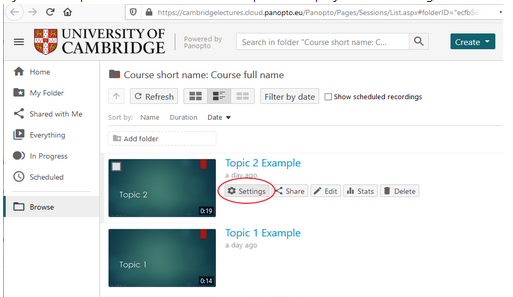 https://cambridgelectures.cloud.panopto.eu/Panopto/Pages/Sessions/List.aspx#folderID="ecfb5
UNIVERSITY OF
CAMBRIDGE
Powered by
Panopto
Search in folder "Course short name: C...
Create
Home
My Folder
Shared with Me
Everything
In Progress
Scheduled
Browse
Course short name: Course full name
Refresh
Filter by date
Show scheduled recordings
Sort by: Name Duration Date
Add folder
Topic 2
0:19
Topic 2 Example
a day ago
Settings Share Edit Stats Delete
Topic 1
0:14
Topic 1 Example
a day ago